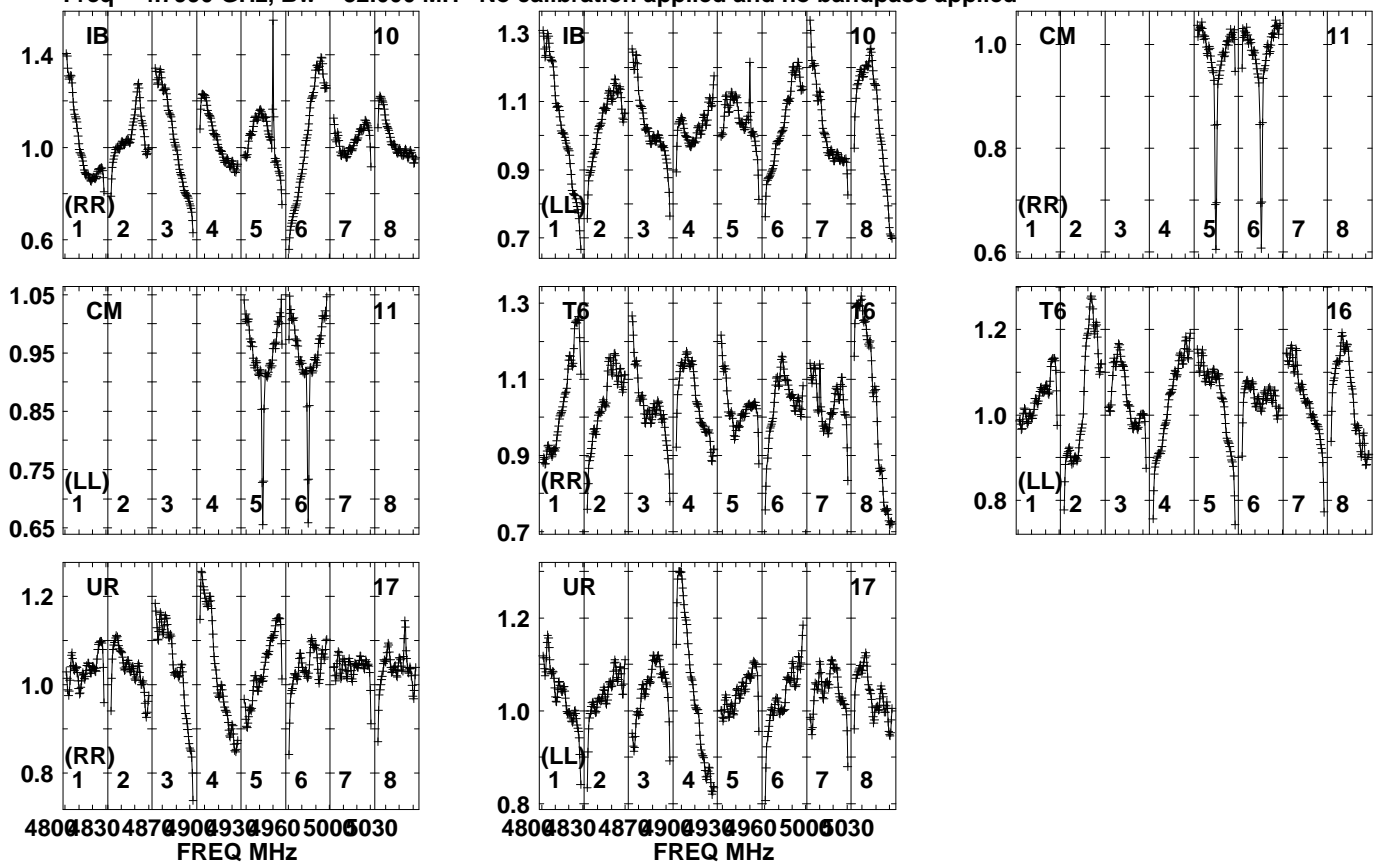 No calibration applied and no bandpass applied
IB 10 IB 10 CM 11
1.4 1.3 1.0
1.1
1.0 0.8
0.9
(RR) (LL) (RR)
1 2 3 4 5 6 7 8 1 2 3 4 5 6 7 8 1 2 3 4 5 6 7 8
0.6 0.7 0.6
CM 11 T6 16 T6 16
1.05 1.3 1.2
0.95 1.1 1.0
0.85
0.75 0.9
(LL) (RR) (LL)
1 2 3 4 5 6 7 8 1 2 3 4 5 6 7 8 1 2 3 4 5 6 7 8
0.65 0.7 0.8
UR 17 UR 17
1.2 1.2
1.0 1.0
(RR) (LL)
1 2 3 4 5 6 7 8 1 2 3 4 5 6 7 8
0.8 0.8
4800 4830 4870 4900 4930 4960 5000 5030 4800 4830 4870 4900 4930 4960 5000 5030
FREQ MHz FREQ MHz